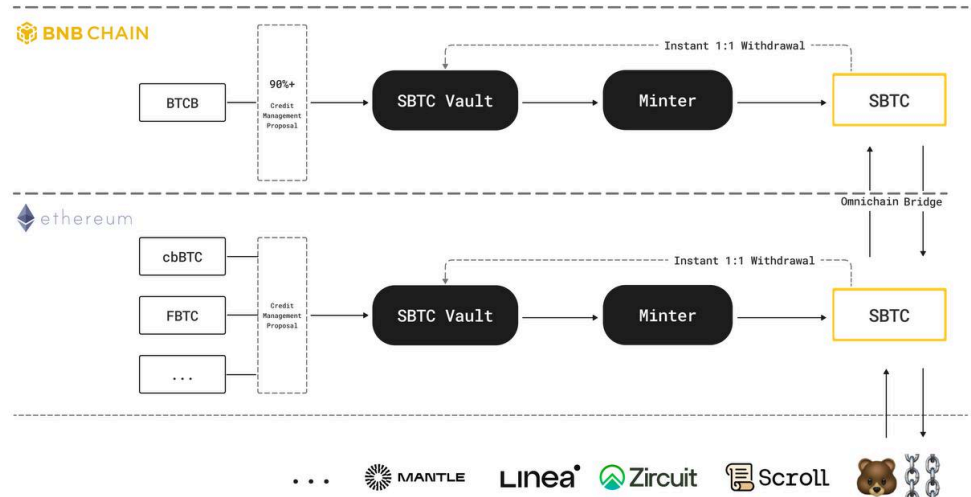 BNB CHAIN
Instant 1:1 Withdrawal
90%+
BTCB
Credit
Management
Proposal
SBTC Vault
Minter
SBTC
Omnichain Bridge
ethereum
cbBTC
Instant 1:1 Withdrawal
FBTC
Credit
Management
Proposal
SBTC Vault
Minter
SBTC
...
... MANTLE Linea Zircuit Scroll